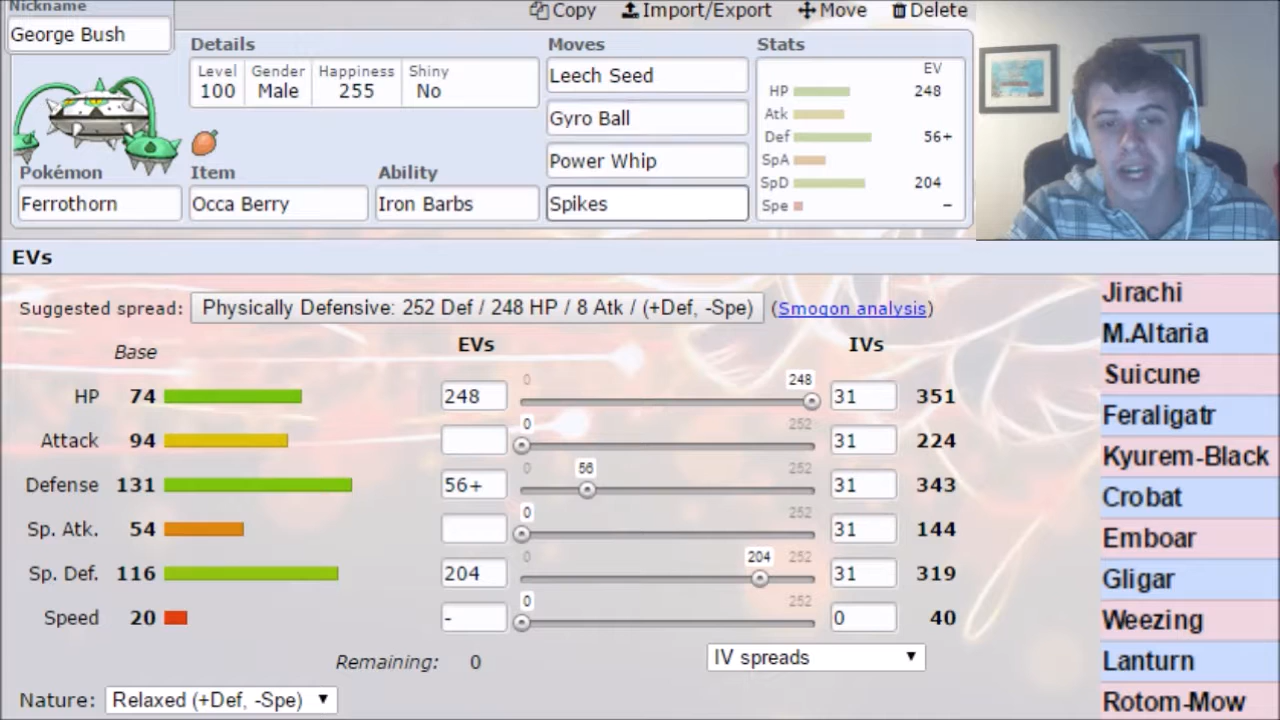 Nickname
Copy Import/Export Move Delete
George Bush
Details
Level Gender Happiness Shiny
100 Male 255 No
Pokémon Item Ability
Ferrothorn Occa Berry Iron Barbs
Moves
Leech Seed
Gyro Ball
Power Whip
Spikes
Stats
EV
HP 248
Atk
Def 56+
SpA
SpD 204
Spe –
EVs
Suggested spread: Physically Defensive: 252 Def / 248 HP / 8 Atk / (+Def, -Spe) (Smogon analysis)
Base EVs IVs
HP 74 248 0 248 31 351
Attack 94 0 252 31 224
Defense 131 56+ 0 56 252 31 343
Sp. Atk. 54 0 252 31 144
Sp. Def. 116 204 0 204 252 31 319
Speed 20 - 0 252 0 40
Remaining: 0
IV spreads
Nature: Relaxed (+Def, -Spe)
Jirachi
M.Altaria
Suicune
Feraligatr
Kyurem-Black
Crobat
Emboar
Gligar
Weezing
Lanturn
Rotom-Mow